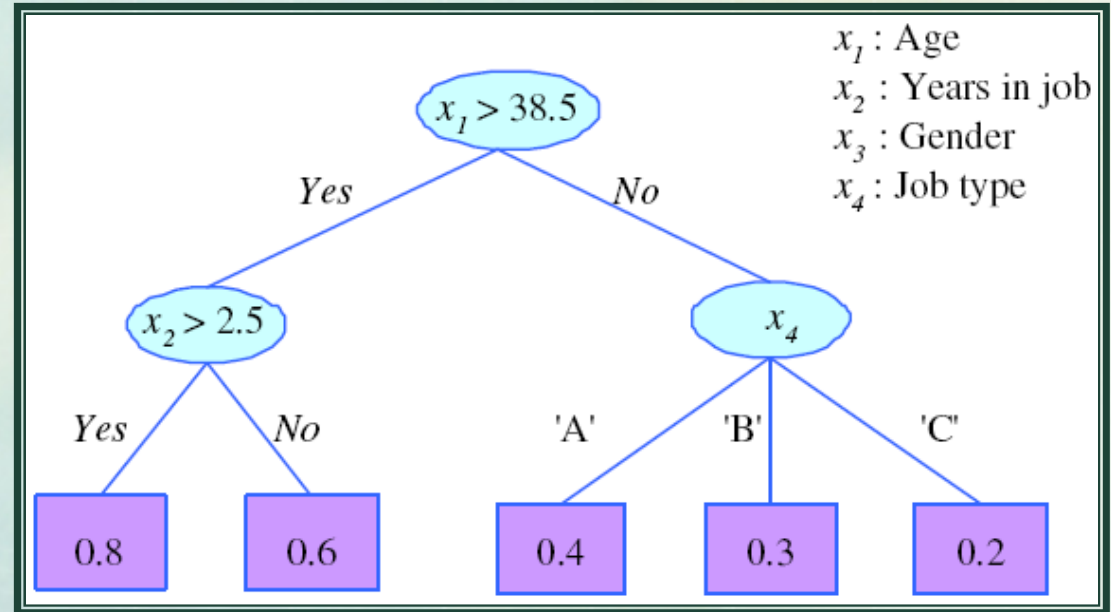 x1 : Age
x2 : Years in job
x3 : Gender
x4 : Job type
x1 > 38.5
Yes No
x2 > 2.5 x4
Yes No 'A' 'B' 'C'
0.8 0.6 0.4 0.3 0.2